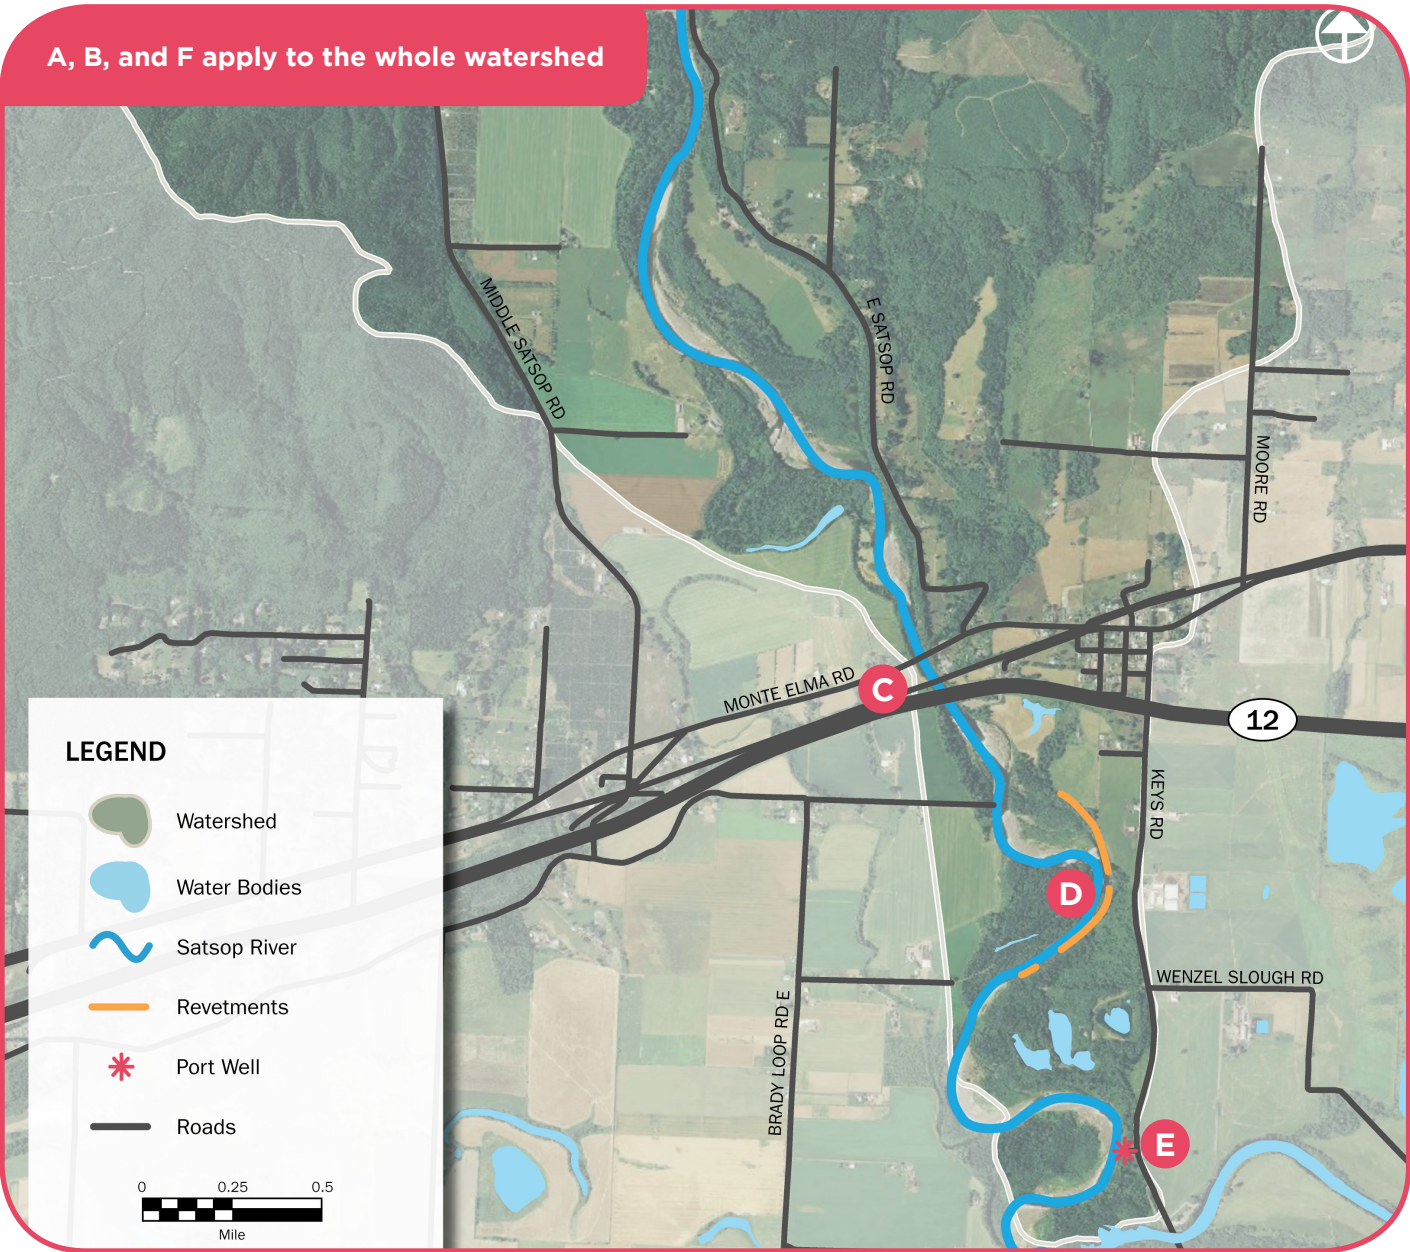 A, B, and F apply to the whole watershed
MIDDLE SATSOP RD
E SATSOP RD
MOORE RD
MONTE ELMA RD
C
12
KEYS RD
D
WENZEL SLOUGH RD
BRADY LOOP RD E
E
LEGEND
Watershed
Water Bodies
Satsop River
Revetments
Port Well
Roads
0 0.25 0.5
Mile